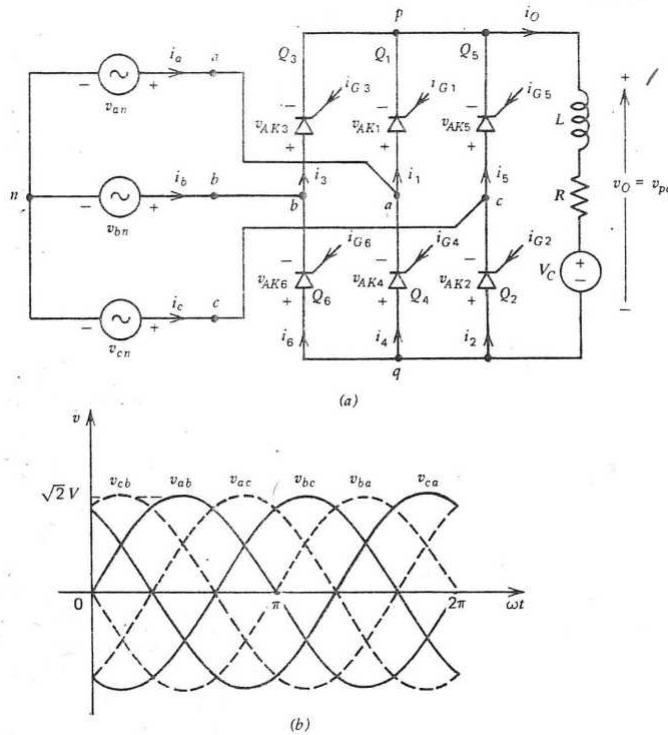 p
i_O
i_a
a
Q_3
Q_1
Q_5
v_an
i_G3
i_G1
i_G5
v_AK3
v_AK1
v_AK5
L
n
i_b
b
b
i_3
a
i_1
c
i_5
R
v_O = v_pq
v_bn
i_G6
i_G4
i_G2
V_C
i_c
c
v_AK6
v_AK4
v_AK2
v_cn
Q_6
Q_4
Q_2
i_6
i_4
i_2
q
(a)
v
v_cb
v_ab
v_ac
v_bc
v_ba
v_ca
√2 V
0
π
2π
ωt
(b)